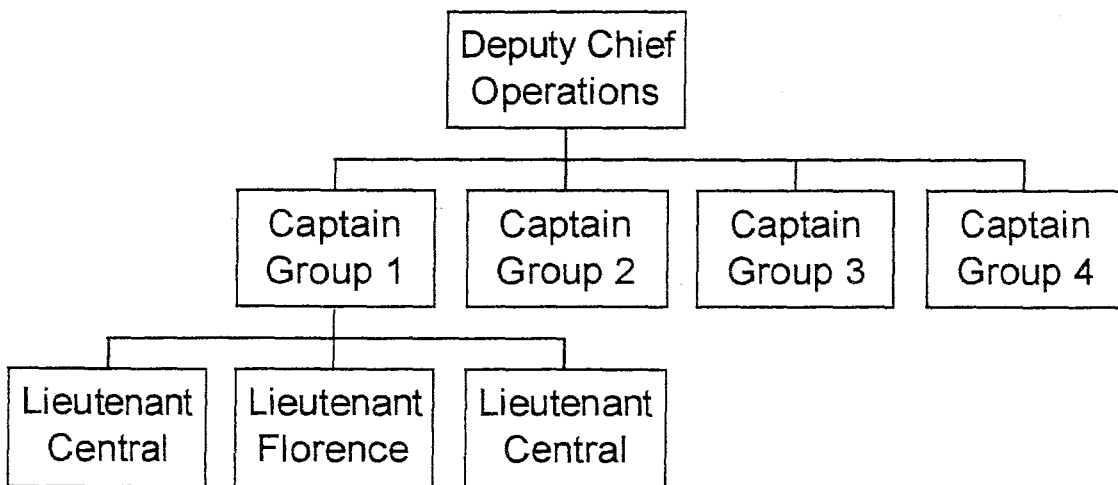 Deputy Chief
Operations
Captain
Group 1
Captain
Group 2
Captain
Group 3
Captain
Group 4
Lieutenant
Central
Lieutenant
Florence
Lieutenant
Central